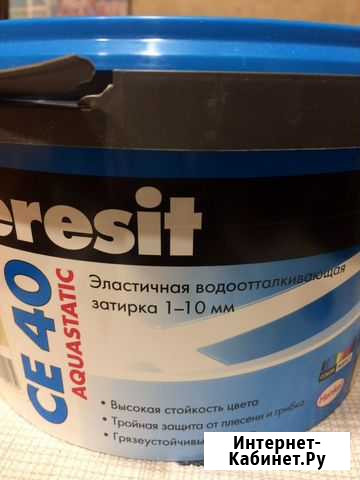 eresit
CE 40
AQUASTATIC
Эластичная водоотталкивающая
затирка 1–10 мм
• Высокая стойкость цвета
• Тройная защита от плесени и грибка
• Грязеустойчивы
Henkel
Интернет-
Кабинет.Ру